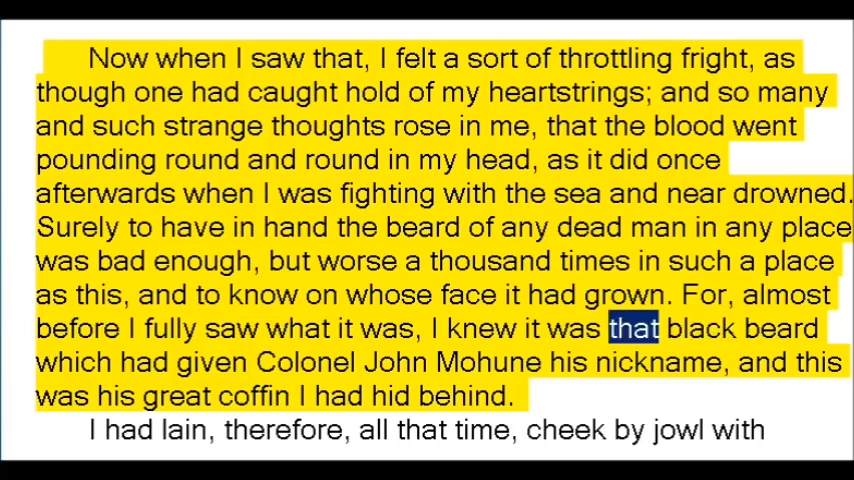 Now when I saw that, I felt a sort of throttling fright, as
though one had caught hold of my heartstrings; and so many
and such strange thoughts rose in me, that the blood went
pounding round and round in my head, as it did once
afterwards when I was fighting with the sea and near drowned.
Surely to have in hand the beard of any dead man in any place
was bad enough, but worse a thousand times in such a place
as this, and to know on whose face it had grown. For, almost
before I fully saw what it was, I knew it was that black beard
which had given Colonel John Mohune his nickname, and this
was his great coffin I had hid behind.
I had lain, therefore, all that time, cheek by jowl with